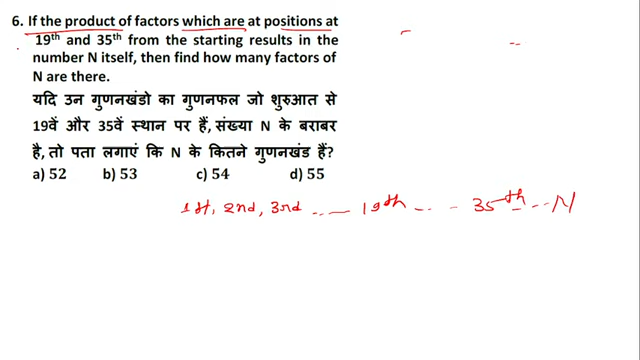 6. If the product of factors which are at positions at
19th and 35th from the starting results in the
number N itself, then find how many factors of
N are there.
यदि उन गुणनखंडो का गुणनफल जो शुरुआत से
19वें और 35वें स्थान पर हैं, संख्या N के बराबर
है, तो पता लगाएं कि N के कितने गुणनखंड हैं?
a) 52 b) 53 c) 54 d) 55
1st, 2nd, 3rd ... — 19th -.. - 35th - .. N